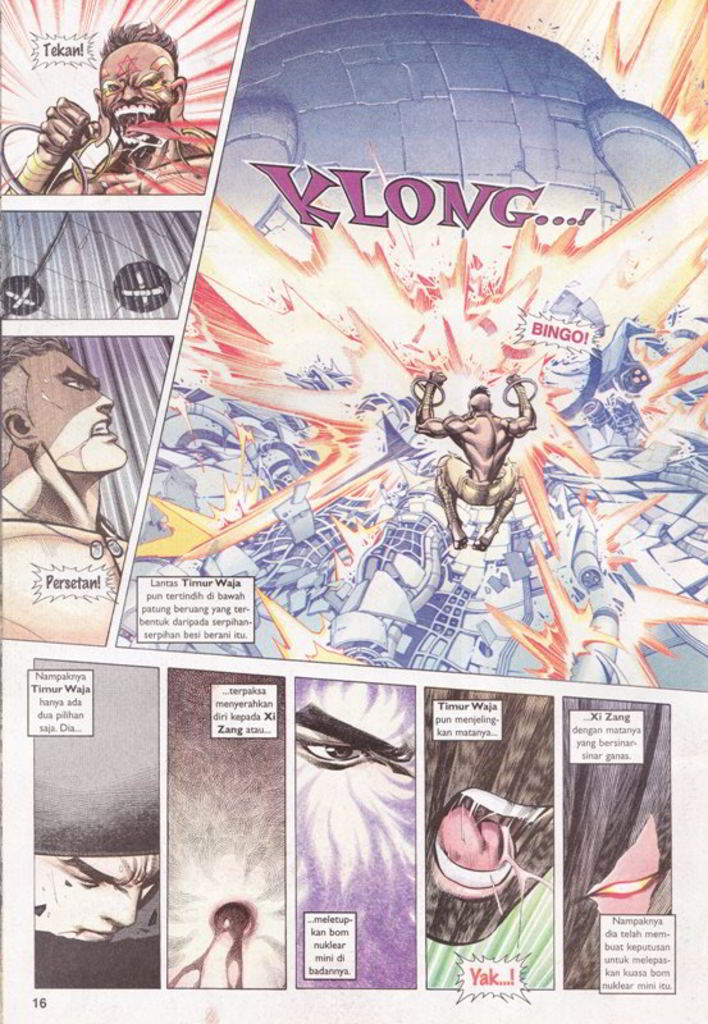 Tekan!
KLONG...!
BINGO!
Persetan!
Lantas Timur Waja
pun tertindih di bawah
patung beruang yang ter-
bentuk daripada serpihan-
serpihan besi berani itu.
Nampaknya
Timur Waja
hanya ada
dua pilihan
saja. Dia...
...terpaksa
menyerahkan
diri kepada Xi
Zang atau...
...meletup-
kan bom
nuklear
mini di
badannya.
Timur Waja
pun menjeling-
kan matanya...
Yak...!
...Xi Zang
dengan matanya
yang bersinar-
sinar ganas.
Nampaknya
dia telah mem-
buat keputusan
untuk melepas-
kan kuasa bom
nuklear mini itu.
16